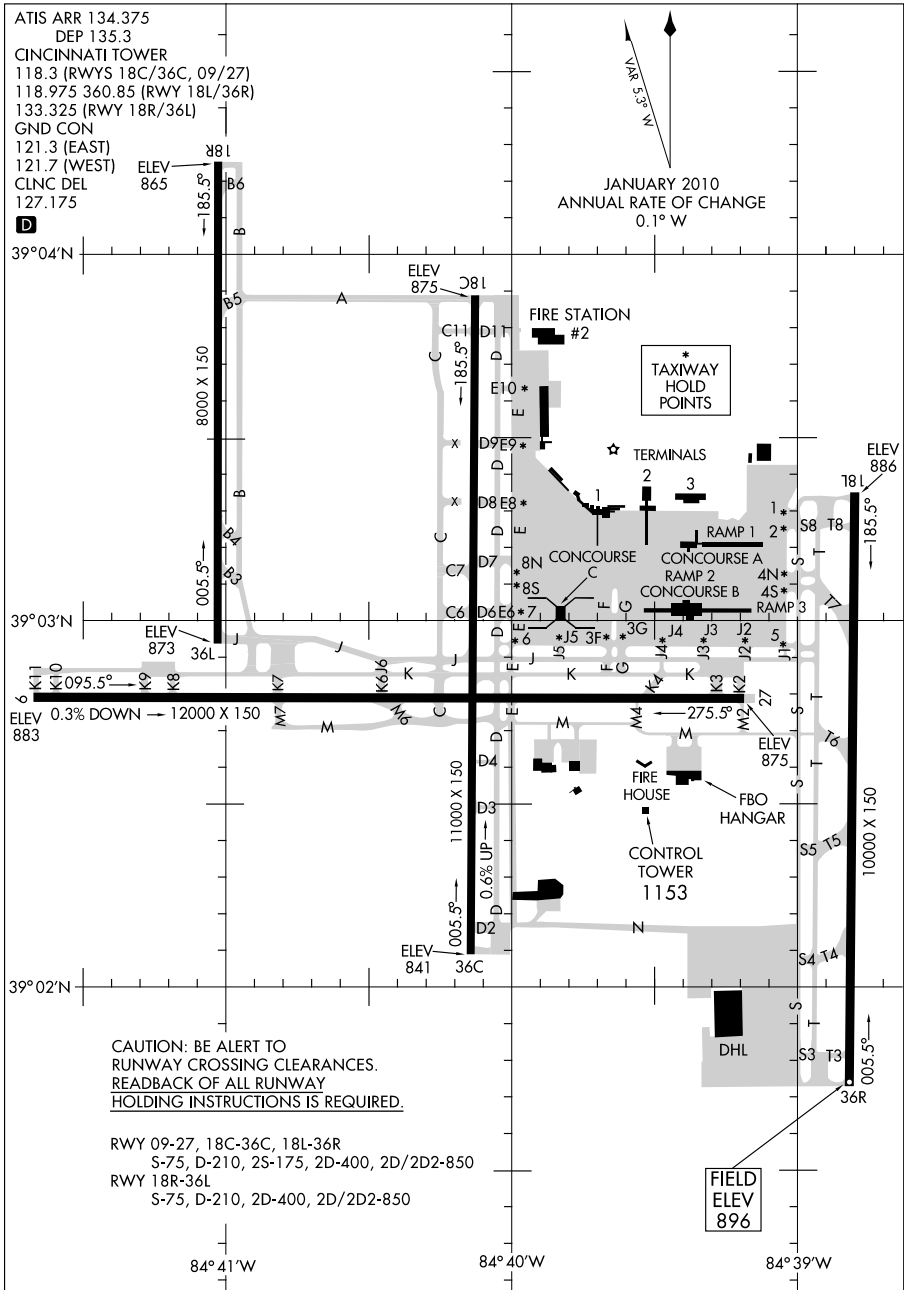 ATIS ARR 134.375
DEP 135.3
CINCINNATI TOWER
118.3 (RWYS 18C/36C, 09/27)
118.975 360.85 (RWY 18L/36R)
133.325 (RWY 18R/36L)
GND CON
121.3 (EAST)
121.7 (WEST)
CLNC DEL
127.175
D
VAR 5.3° W
JANUARY 2010
ANNUAL RATE OF CHANGE
0.1° W
18R
ELEV
865
B6
185.5°
B
39°04'N
ELEV
875
18C
B5
A
C11
D11
D
C
185.5°
FIRE STATION
#2
*
TAXIWAY
HOLD
POINTS
8000 X 150
E10 *
E
X
D9
E9 *
D
TERMINALS
ELEV
886
18L
B
X
D8
E8 *
D
E
1
2
3
1
*
2 *
S8
T8
185.5°
B4
C
RAMP 1
CONCOURSE
CONCOURSE A
S
T
B3
005.5°
C7
D7
8N
*
8S
*
C
RAMP 2
CONCOURSE B
4N *
4S *
T7
C6
D6
E6 *
7
F
G
RAMP 3
39°03'N
ELEV
873
36L
J
J
J6
J
D
E
*
6
J
*
J5
J5
3F *
* 3G
F
G
*
J4
J4
*
J3
J3
*
J2
J2
*
5
J1
K11
K10
095.5°
K9
K8
K7
K6
K
K
K4
K
K3
K2
9
27
ELEV
883
0.3% DOWN
12000 X 150
M7
M
M6
C
E
D
M
M4
275.5°
M
M2
S
T
ELEV
875
T6
D4
S
T
FIRE
HOUSE
FBO
HANGAR
11000 X 150
0.6% UP
D3
CONTROL
TOWER
1153
S5
T5
10000 X 150
005.5°
D
D2
N
ELEV
841
36C
S4
T4
39°02'N
S
T
DHL
S3
T3
005.5°
36R
CAUTION: BE ALERT TO
RUNWAY CROSSING CLEARANCES.
READBACK OF ALL RUNWAY
HOLDING INSTRUCTIONS IS REQUIRED.
RWY 09-27, 18C-36C, 18L-36R
S-75, D-210, 2S-175, 2D-400, 2D/2D2-850
RWY 18R-36L
S-75, D-210, 2D-400, 2D/2D2-850
FIELD
ELEV
896
84°41'W
84°40'W
84°39'W